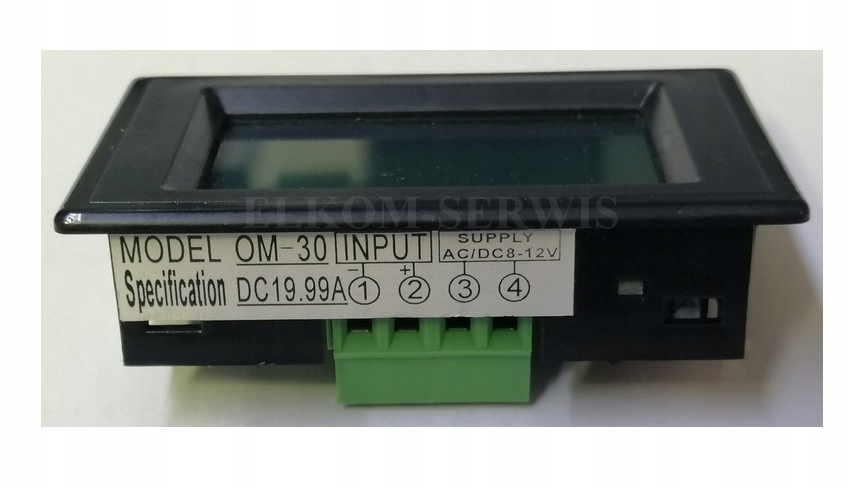 ELKOM-SERWIS
MODEL OM-30 INPUT SUPPLY AC/DC8-12V
Specification DC19.99A - 1 + 2 3 4